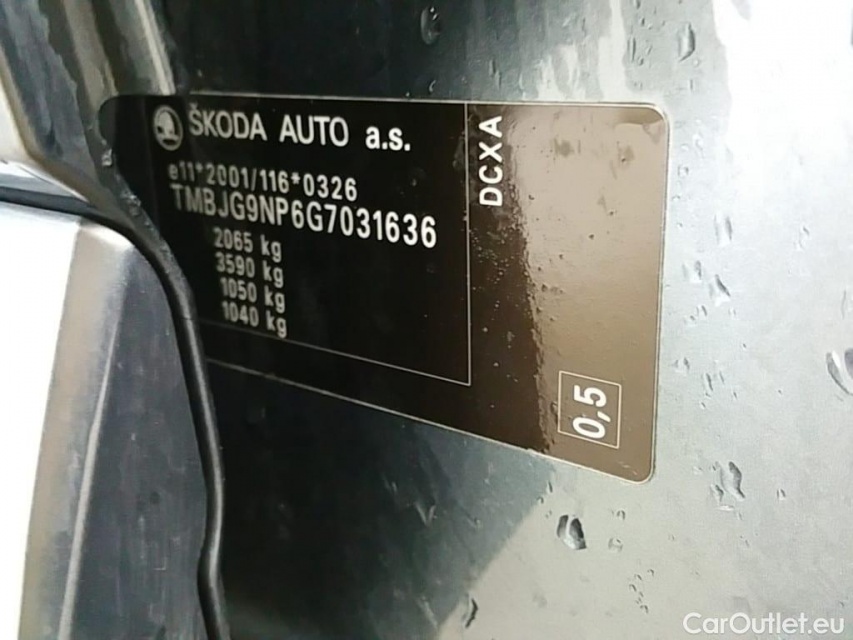 ŠKODA AUTO a.s.
e11*2001/116*0326
TMBJG9NP6G7031636
2065 kg
3590 kg
1050 kg
1040 kg
DCXA
0,5
CarOutlet.eu